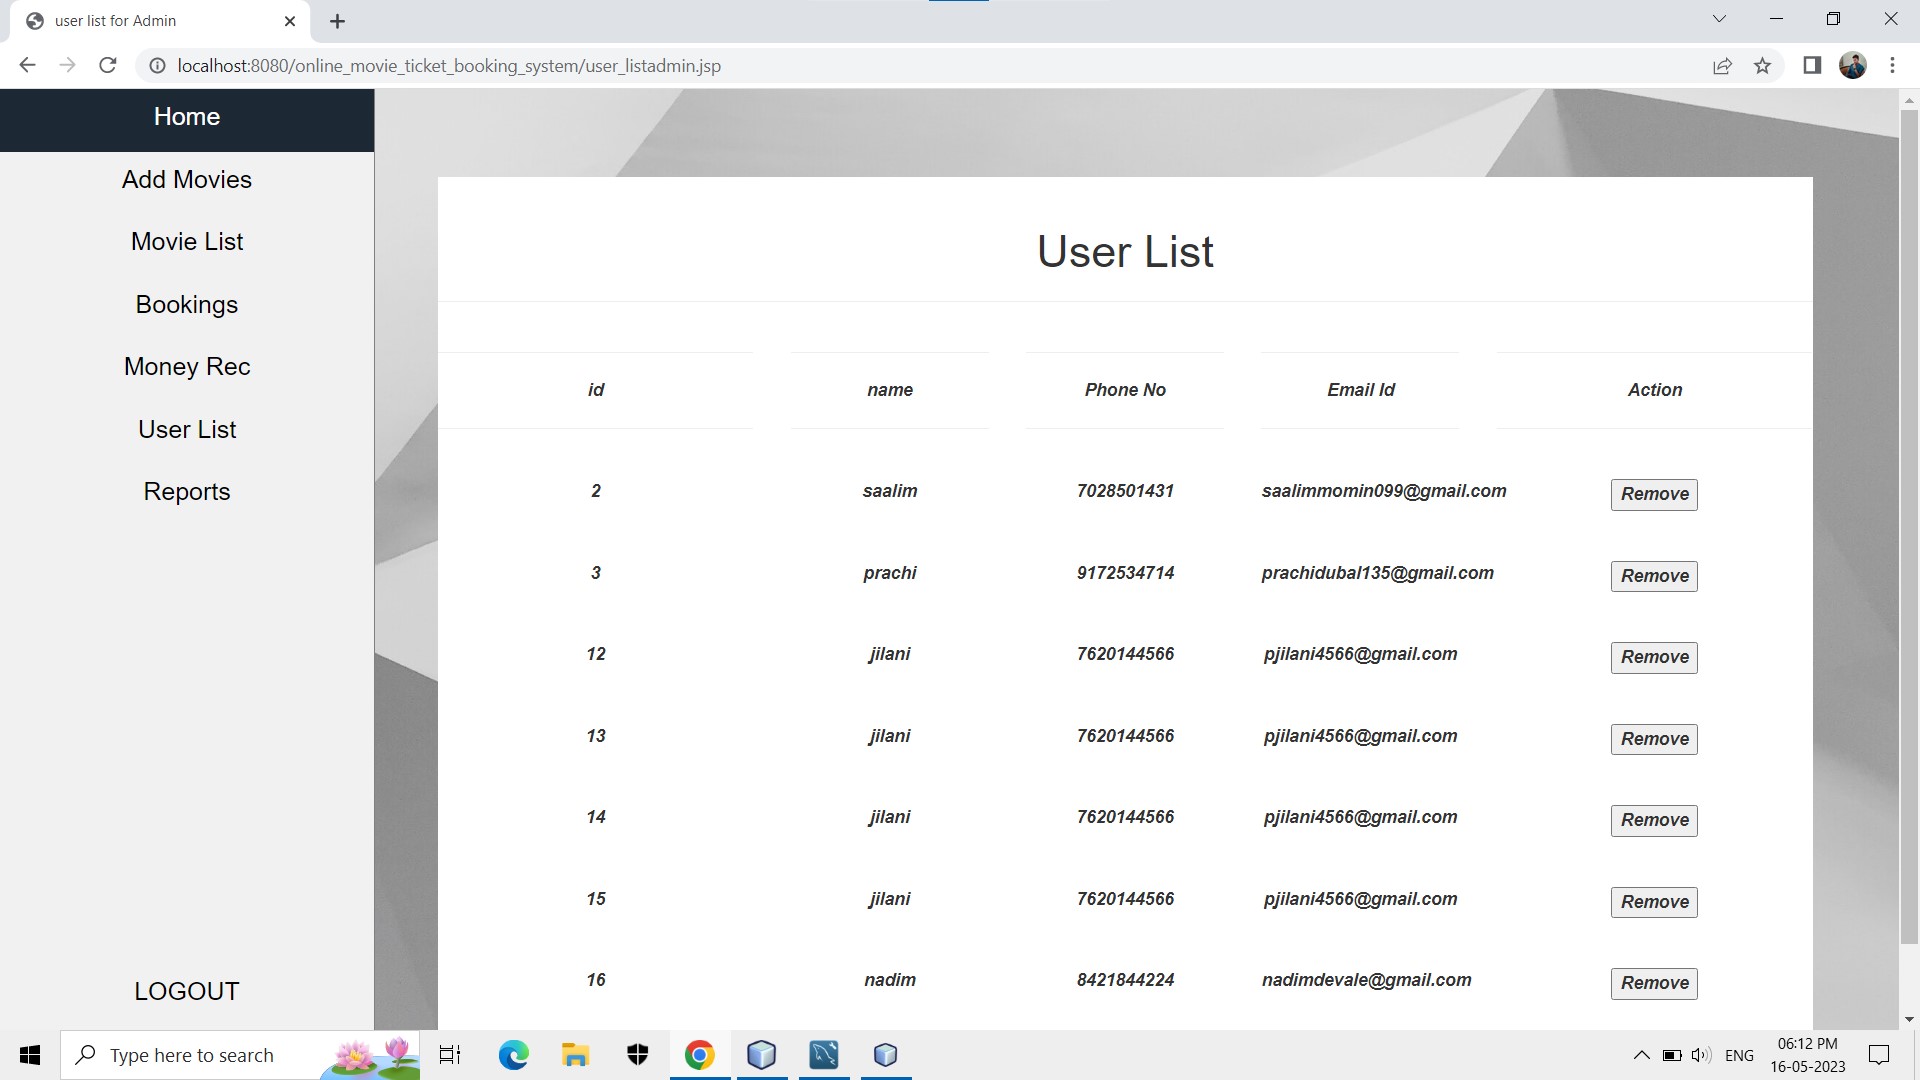 user list for Admin
localhost:8080/online_movie_ticket_booking_system/user_listadmin.jsp
Home
Add Movies
Movie List
Bookings
Money Rec
User List
Reports
LOGOUT
User List
id name Phone No Email Id Action
2 saalim 7028501431 saalimmomin099@gmail.com Remove
3 prachi 9172534714 prachidubal135@gmail.com Remove
12 jilani 7620144566 pjilani4566@gmail.com Remove
13 jilani 7620144566 pjilani4566@gmail.com Remove
14 jilani 7620144566 pjilani4566@gmail.com Remove
15 jilani 7620144566 pjilani4566@gmail.com Remove
16 nadim 8421844224 nadimdevale@gmail.com Remove
Type here to search
ENG
06:12 PM
16-05-2023